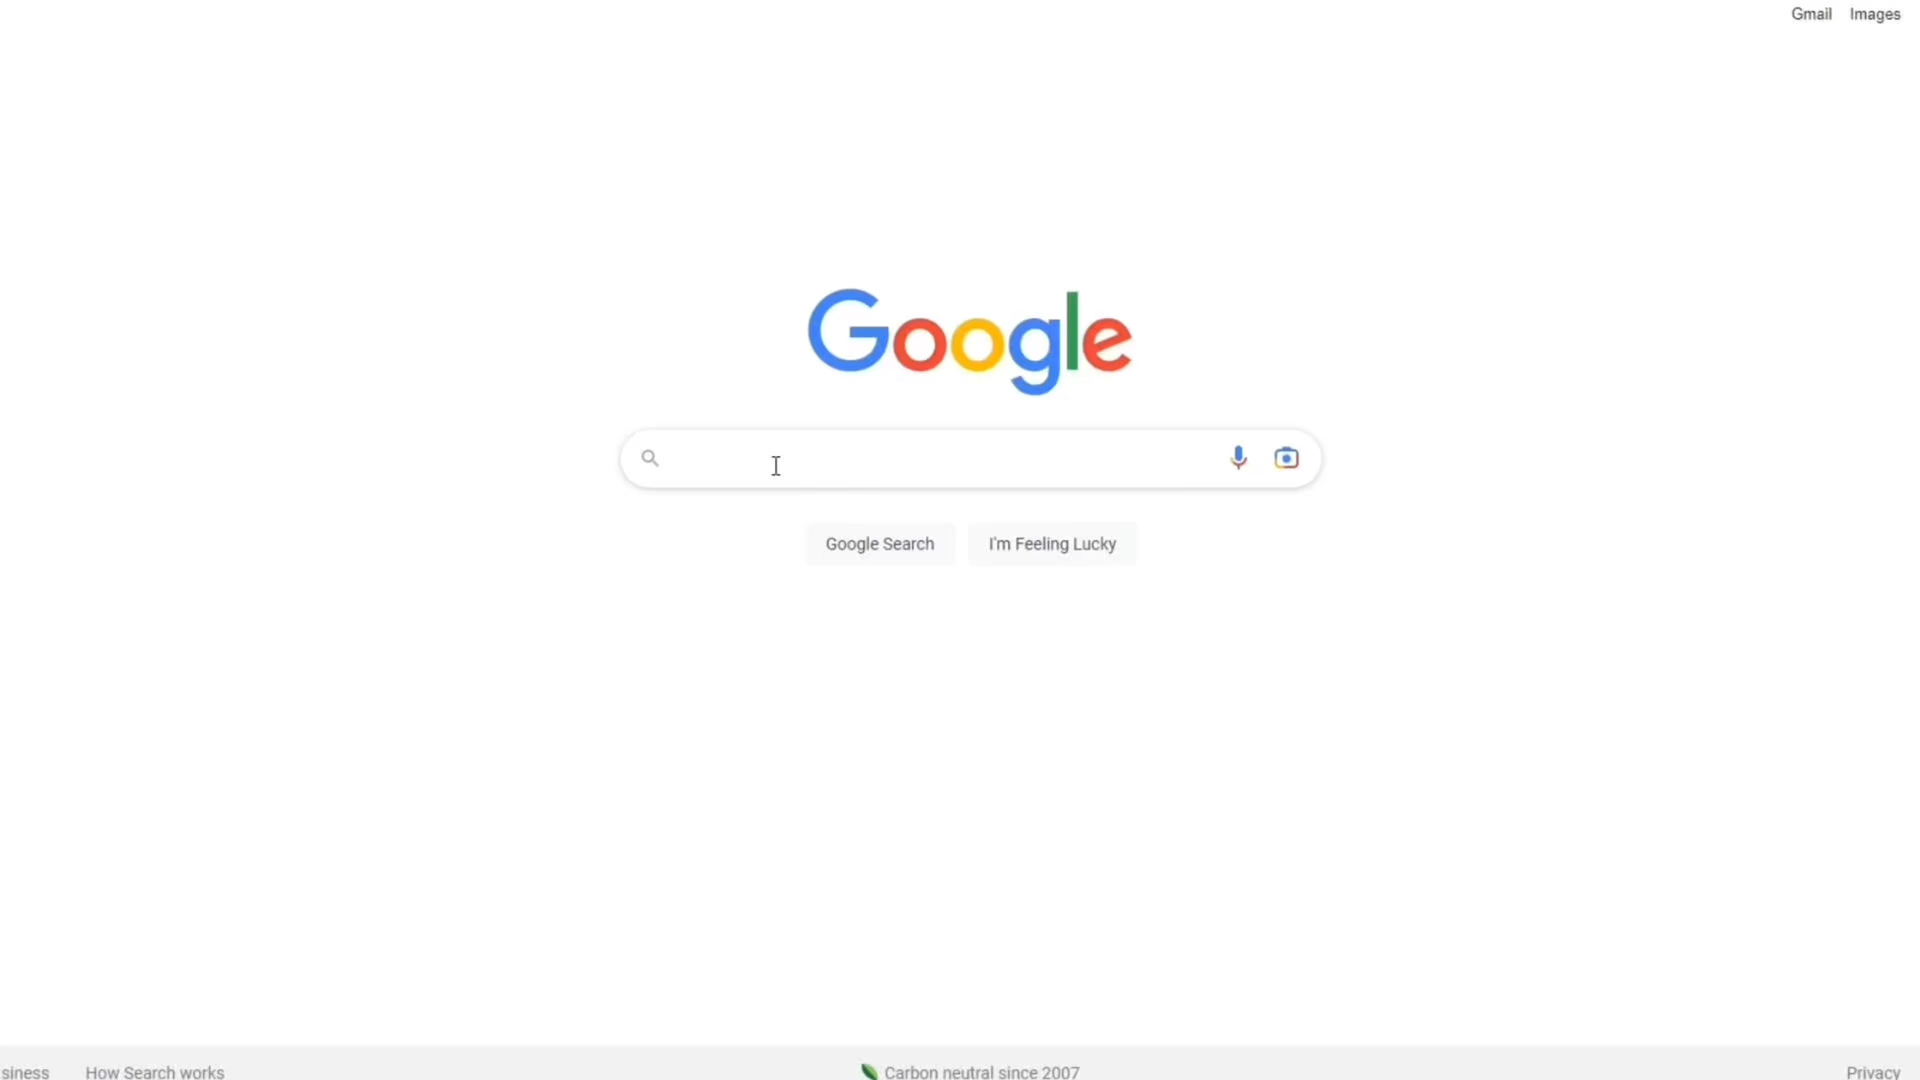 Gmail Images
Google
Google Search I'm Feeling Lucky
siness How Search works Carbon neutral since 2007 Privacy